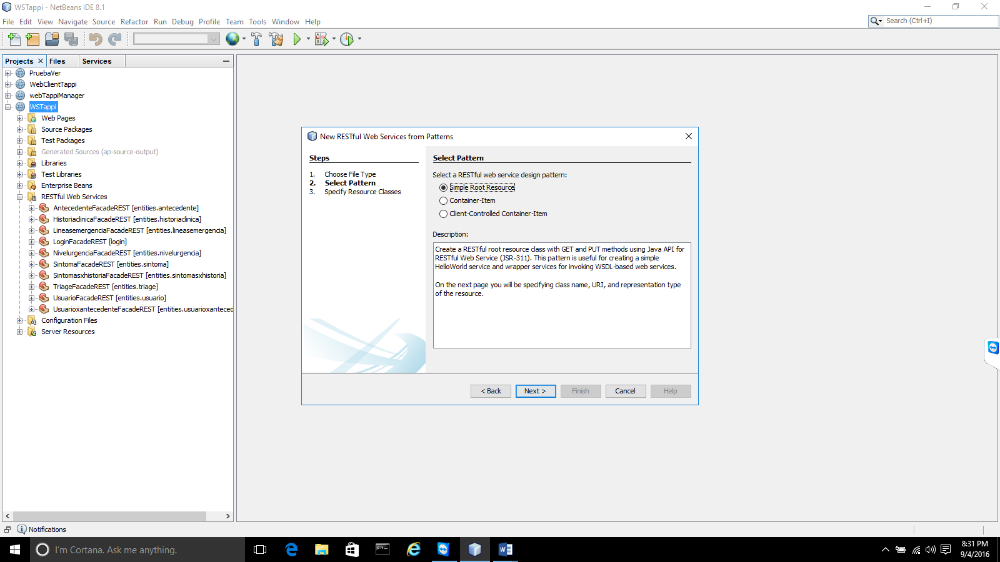 WSTappi - NetBeans IDE 8.1
File Edit View Navigate Source Refactor Run Debug Profile Team Tools Window Help
Search (Ctrl+I)
Projects Files Services
PruebaVer
WebClientTappi
webTappiManager
WSTappi
Web Pages
Source Packages
Test Packages
Generated Sources (ap-source-output)
Libraries
Test Libraries
Enterprise Beans
RESTful Web Services
AntecedenteFacadeREST [entities.antecedente]
HistoriaclinicaFacadeREST [entities.historiaclinica]
LineasemergenciaFacadeREST [entities.lineasemergencia]
LoginFacadeREST [login]
NivelurgenciaFacadeREST [entities.nivelurgencia]
SintomaFacadeREST [entities.sintoma]
SintomasxhistoriaFacadeREST [entities.sintomasxhistoria]
TriageFacadeREST [entities.triage]
UsuarioFacadeREST [entities.usuario]
UsuarioxantecedenteFacadeREST [entities.usuarioxanteced
Configuration Files
Server Resources
New RESTful Web Services from Patterns
Steps
1. Choose File Type
2. Select Pattern
3. Specify Resource Classes
Select Pattern
Select a RESTful web service design pattern:
Simple Root Resource
Container-Item
Client-Controlled Container-Item
Description:
Create a RESTful root resource class with GET and PUT methods using Java API for
RESTful Web Service (JSR-311). This pattern is useful for creating a simple
HelloWorld service and wrapper services for invoking WSDL-based web services.
On the next page you will be specifying class name, URI, and representation type
of the resource.
< Back Next > Finish Cancel Help
Notifications
I'm Cortana. Ask me anything.
8:31 PM
9/4/2016